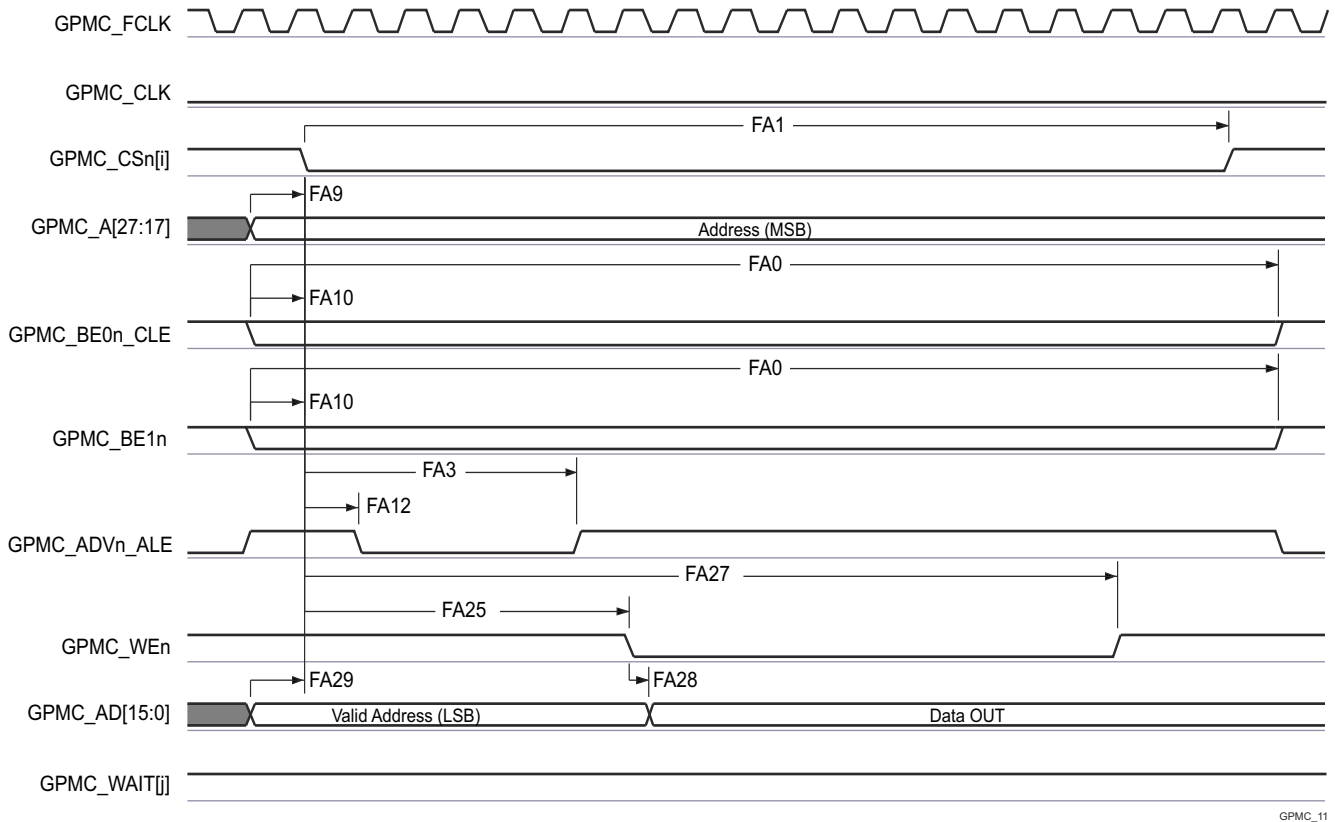 GPMC_FCLK
GPMC_CLK
FA1
GPMC_CSn[i]
FA9
GPMC_A[27:17]
Address (MSB)
FA0
FA10
GPMC_BE0n_CLE
FA0
FA10
GPMC_BE1n
FA3
FA12
GPMC_ADVn_ALE
FA27
FA25
GPMC_WEn
FA29
FA28
GPMC_AD[15:0]
Valid Address (LSB)
Data OUT
GPMC_WAIT[j]
GPMC_11